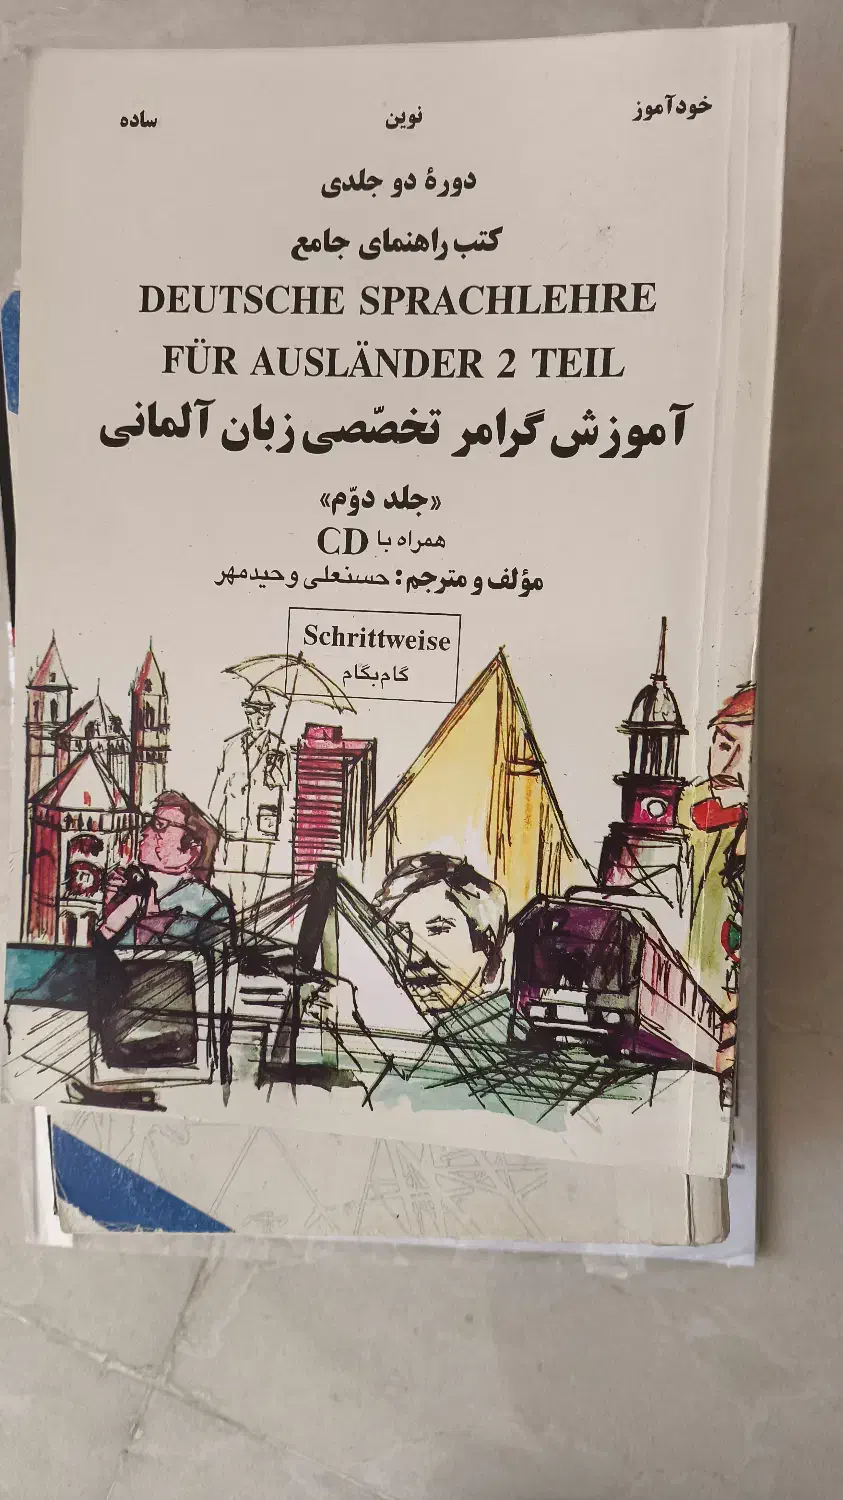 خودآموز نوین ساده
دورهٔ دو جلدی
کتب راهنمای جامع
DEUTSCHE SPRACHLEHRE
FÜR AUSLÄNDER 2 TEIL
آموزش گرامر تخصّصی زبان آلمانی
«جلد دوّم»
همراه با CD
مؤلف و مترجم: حسنعلی وحیدمهر
Schrittweise
گام‌بگام